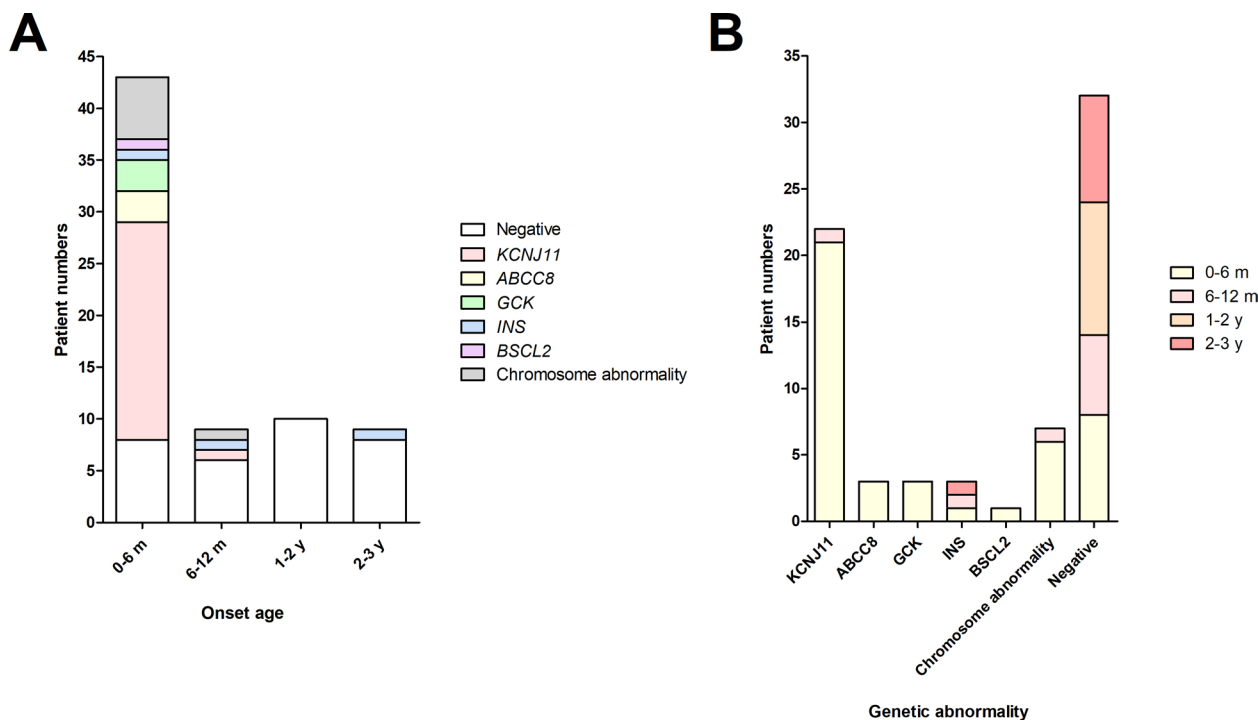 A
Patient numbers
45
40
35
30
25
20
15
10
5
0
0-6 m
6-12 m
1-2 y
2-3 y
Onset age
Negative
KCNJ11
ABCC8
GCK
INS
BSCL2
Chromosome abnormality
B
Patient numbers
35
30
25
20
15
10
5
0
KCNJ11
ABCC8
GCK
INS
BSCL2
Chromosome abnormality
Negative
Genetic abnormality
0-6 m
6-12 m
1-2 y
2-3 y